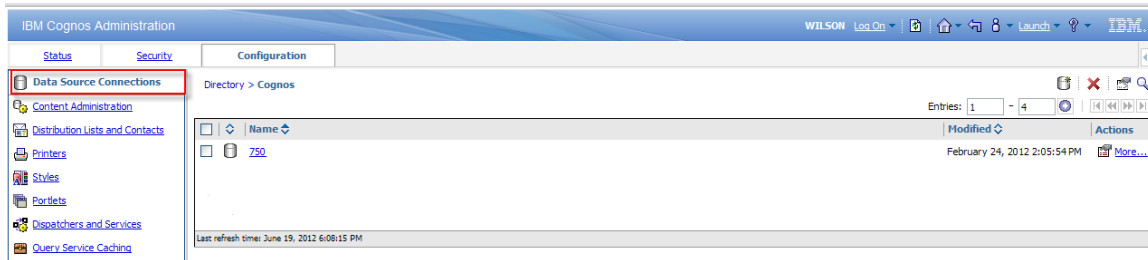 IBM Cognos Administration WILSON Log On Launch IBM.
Status Security Configuration
Data Source Connections
Directory > Cognos
Content Administration
Entries: 1 - 4
Distribution Lists and Contacts
Name Modified Actions
Printers
750 February 24, 2012 2:05:54 PM More...
Styles
Portlets
Dispatchers and Services
Last refresh time: June 19, 2012 6:08:15 PM
Query Service Caching